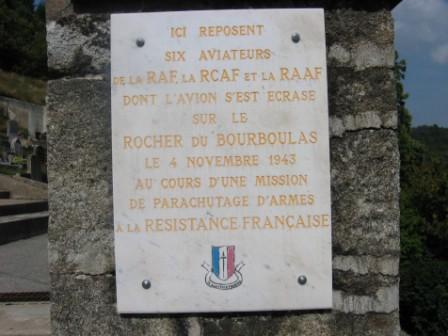 ICI REPOSENT
SIX AVIATEURS
DE LA RAF, LA RCAF ET LA RAAF
DONT L'AVION S'EST ECRASE
SUR LE
ROCHER DU BOURBOULAS
LE 4 NOVEMBRE 1943
AU COURS D'UNE MISSION
DE PARACHUTAGE D'ARMES
A LA RESISTANCE FRANÇAISE